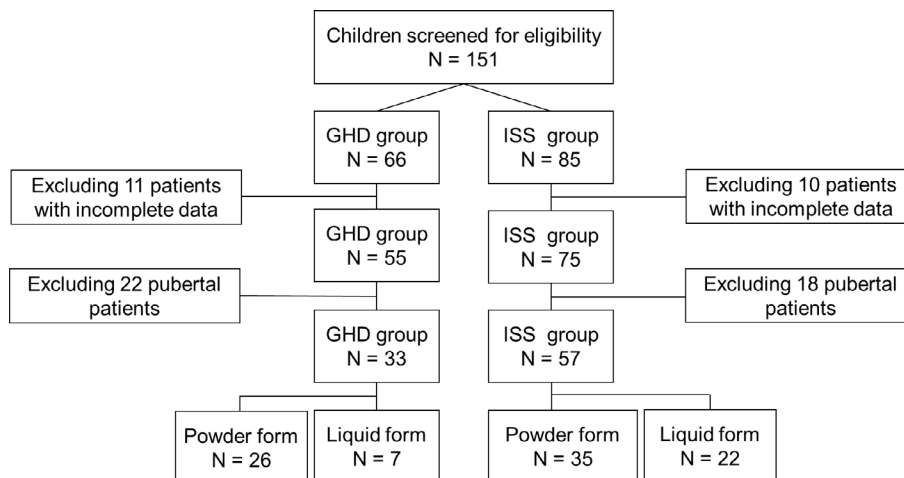 Children screened for eligibility
N = 151
GHD group
N = 66
ISS group
N = 85
Excluding 11 patients
with incomplete data
Excluding 10 patients
with incomplete data
GHD group
N = 55
ISS group
N = 75
Excluding 22 pubertal
patients
Excluding 18 pubertal
patients
GHD group
N = 33
ISS group
N = 57
Powder form
N = 26
Liquid form
N = 7
Powder form
N = 35
Liquid form
N = 22